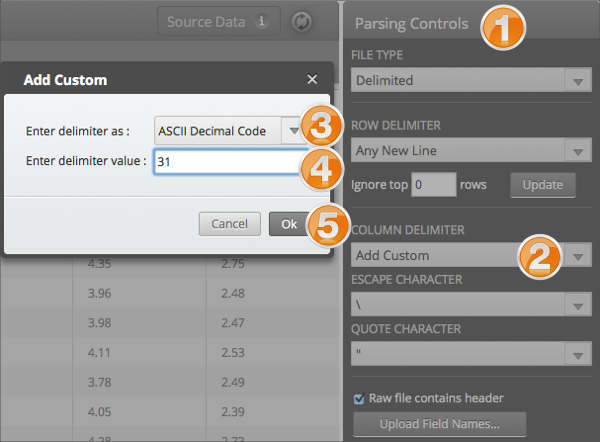 Source Data i
Parsing Controls 1
FILE TYPE
Delimited
ROW DELIMITER
Any New Line
Ignore top 0 rows Update
COLUMN DELIMITER
Add Custom 2
ESCAPE CHARACTER
\
QUOTE CHARACTER
"
Raw file contains header
Upload Field Names...
Add Custom ×
Enter delimiter as : ASCII Decimal Code 3
Enter delimiter value : 31 4
Cancel Ok 5
4.35 2.75
3.96 2.48
3.98 2.47
4.11 2.53
3.78 2.49
4.05 2.39
4.28 2.73